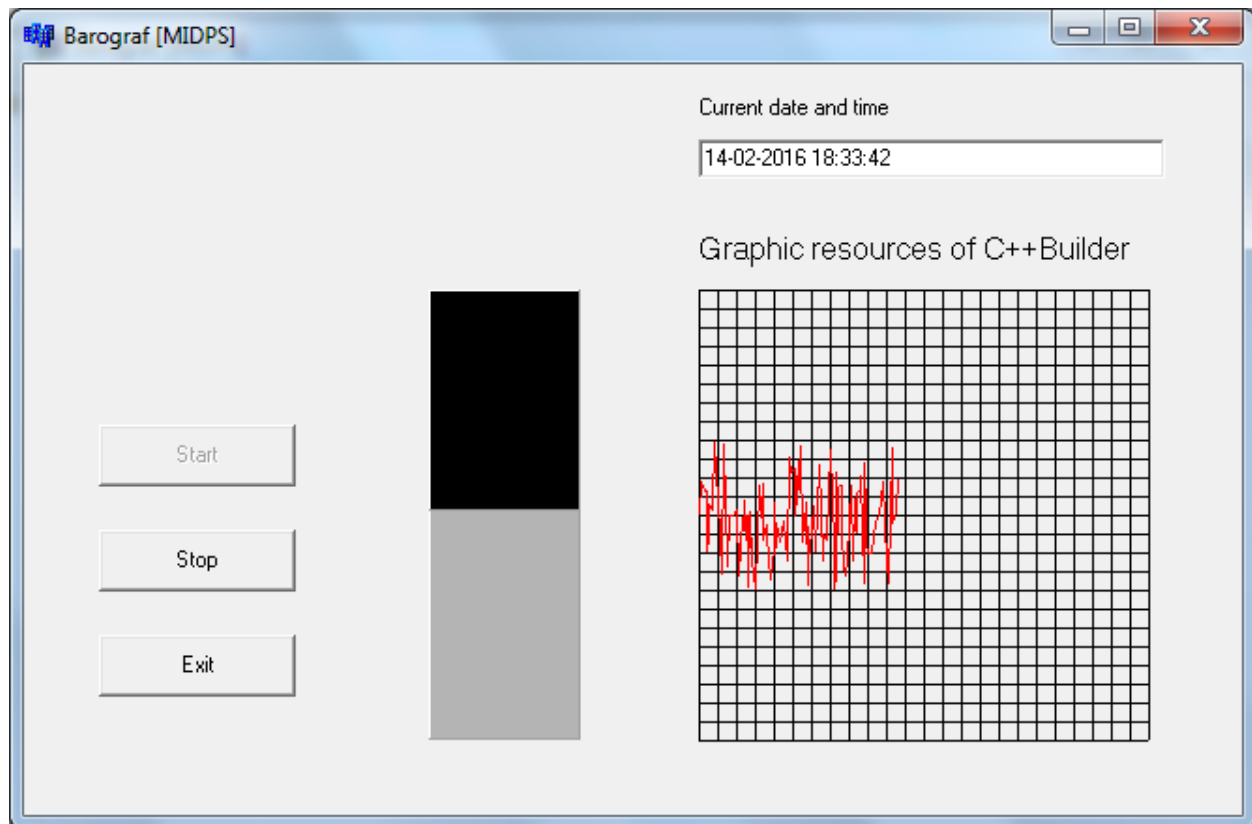 Barograf [MIDPS]
Current date and time
14-02-2016 18:33:42
Graphic resources of C++Builder
Start
Stop
Exit